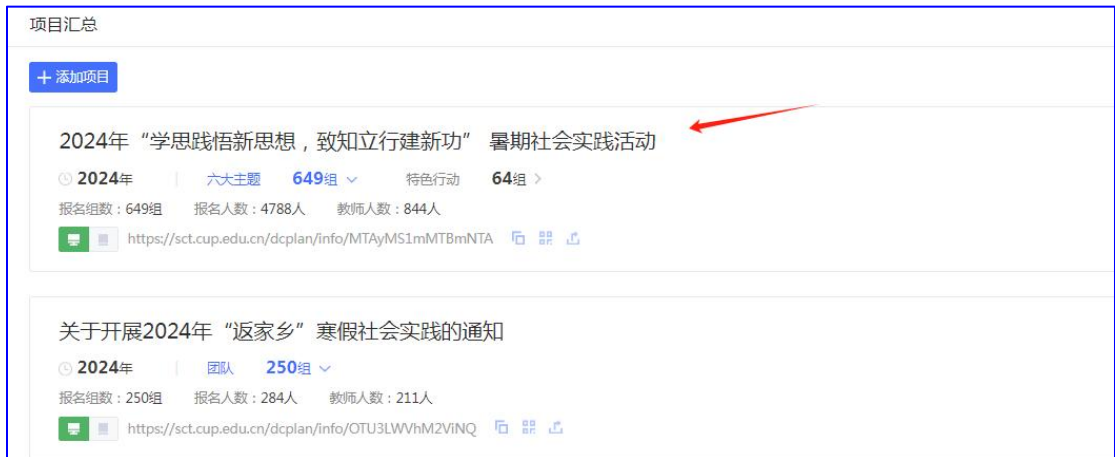 项目汇总
+ 添加项目
2024年“学思践悟新思想,致知立行建新功” 暑期社会实践活动
2024年 | 六大主题 649组 特色行动 64组
报名组数:649组 报名人数:4788人 教师人数:844人
https://sct.cup.edu.cn/dcplan/info/MTAyMS1mMTBmNTA
关于开展2024年“返家乡”寒假社会实践的通知
2024年 | 团队 250组
报名组数:250组 报名人数:284人 教师人数:211人
https://sct.cup.edu.cn/dcplan/info/OTU3LWVhM2ViNQ